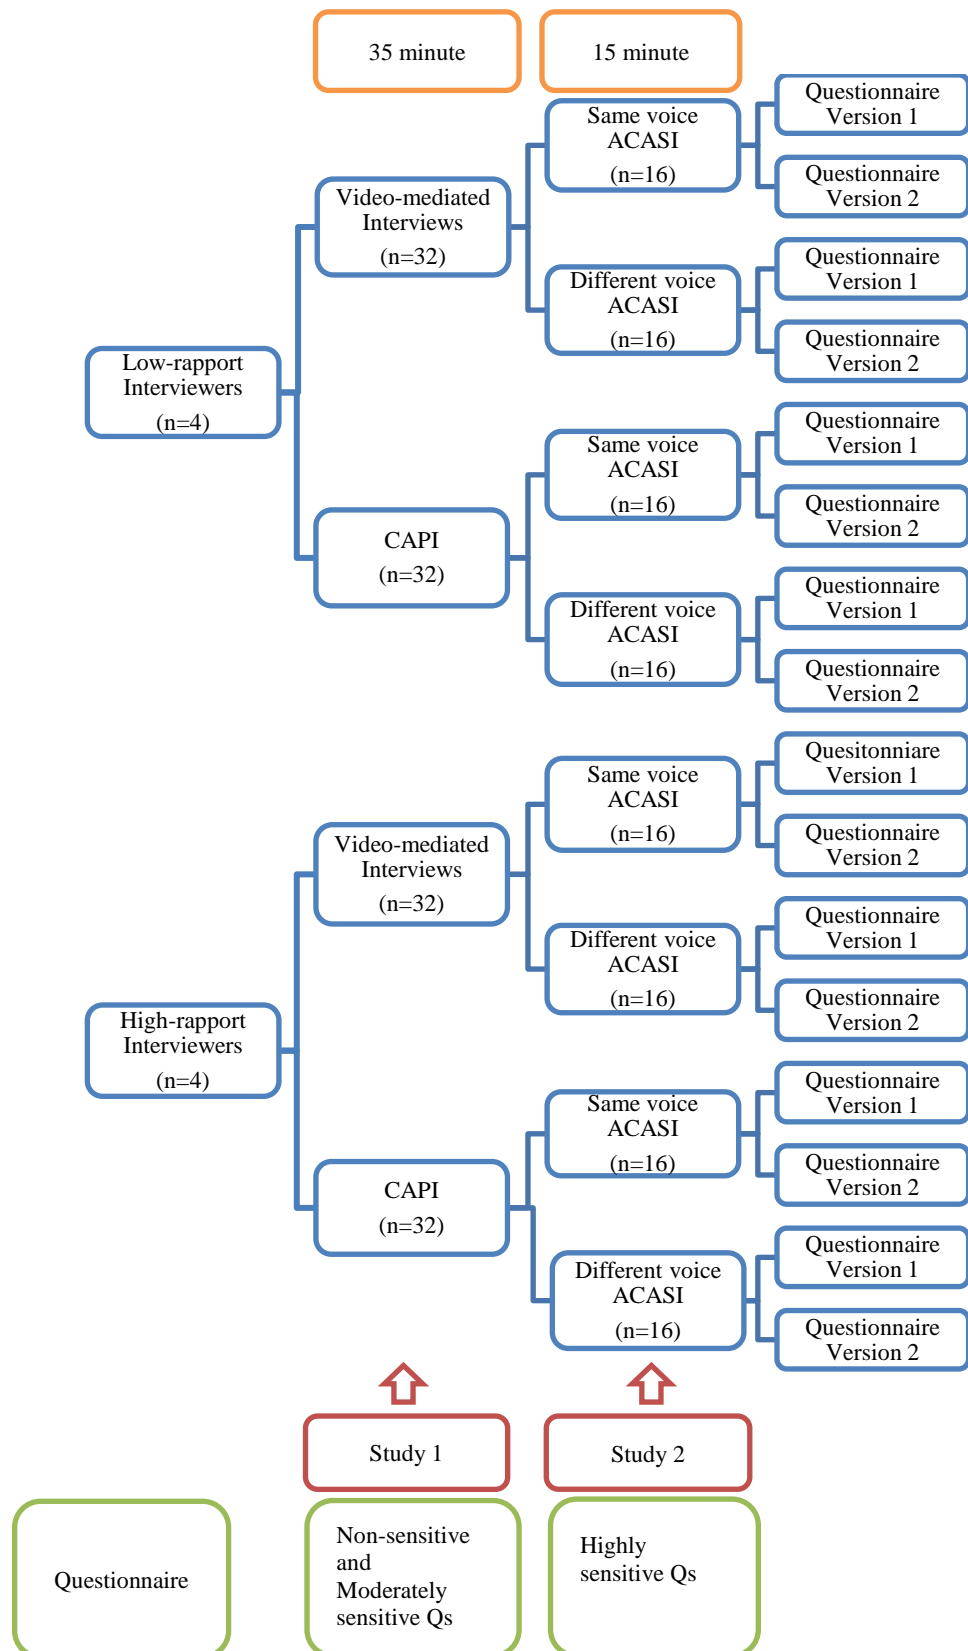 35 minute
15 minute
Low-rapport
Interviewers
(n=4)
Video-mediated
Interviews
(n=32)
Same voice
ACASI
(n=16)
Questionnaire
Version 1
Questionnaire
Version 2
Different voice
ACASI
(n=16)
Questionnaire
Version 1
Questionnaire
Version 2
CAPI
(n=32)
Same voice
ACASI
(n=16)
Questionnaire
Version 1
Questionnaire
Version 2
Different voice
ACASI
(n=16)
Questionnaire
Version 1
Questionnaire
Version 2
High-rapport
Interviewers
(n=4)
Video-mediated
Interviews
(n=32)
Same voice
ACASI
(n=16)
Quesitonniare
Version 1
Questionnaire
Version 2
Different voice
ACASI
(n=16)
Questionnaire
Version 1
Questionnaire
Version 2
CAPI
(n=32)
Same voice
ACASI
(n=16)
Questionnaire
Version 1
Questionnaire
Version 2
Different voice
ACASI
(n=16)
Questionnaire
Version 1
Questionnaire
Version 2
Study 1
Study 2
Questionnaire
Non-sensitive
and
Moderately
sensitive Qs
Highly
sensitive Qs